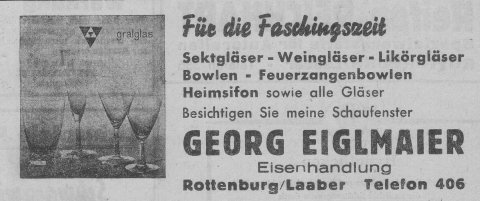 gralglas
Für die Faschingszeit
Sektgläser - Weingläser - Likörgläser
Bowlen - Feuerzangenbowlen
Heimsifon sowie alle Gläser
Besichtigen Sie meine Schaufenster
GEORG EIGLMAIER
Eisenhandlung
Rottenburg/Laaber Telefon 406